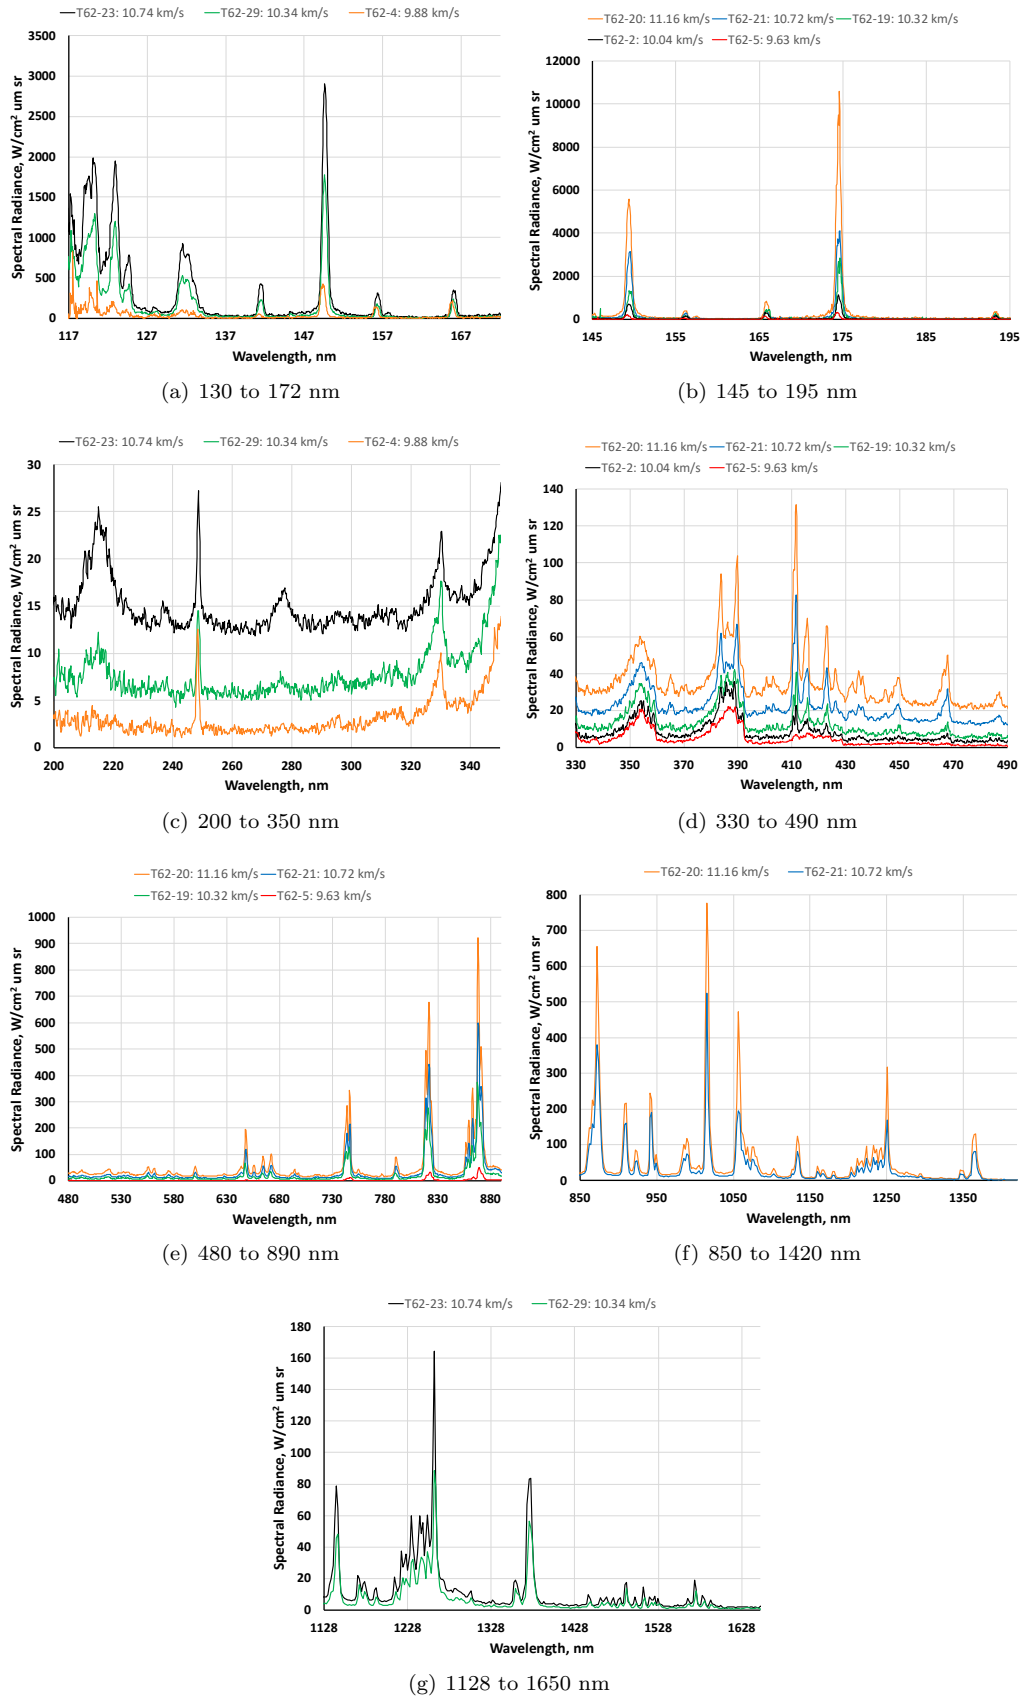 T62-23: 10.74 km/s T62-29: 10.34 km/s T62-4: 9.88 km/s
Spectral Radiance, W/cm² um sr
3500
3000
2500
2000
1500
1000
500
0
117 127 137 147 157 167
Wavelength, nm
(a) 130 to 172 nm
T62-20: 11.16 km/s T62-21: 10.72 km/s T62-19: 10.32 km/s
T62-2: 10.04 km/s T62-5: 9.63 km/s
Spectral Radiance, W/cm² um sr
12000
10000
8000
6000
4000
2000
0
145 155 165 175 185 195
Wavelength, nm
(b) 145 to 195 nm
T62-23: 10.74 km/s T62-29: 10.34 km/s T62-4: 9.88 km/s
Spectral Radiance, W/cm² um sr
30
25
20
15
10
5
0
200 220 240 260 280 300 320 340
Wavelength, nm
(c) 200 to 350 nm
T62-20: 11.16 km/s T62-21: 10.72 km/s T62-19: 10.32 km/s
T62-2: 10.04 km/s T62-5: 9.63 km/s
Spectral Radiance, W/cm² um sr
140
120
100
80
60
40
20
0
330 350 370 390 410 430 450 470 490
Wavelength, nm
(d) 330 to 490 nm
T62-20: 11.16 km/s T62-21: 10.72 km/s
T62-19: 10.32 km/s T62-5: 9.63 km/s
Spectral Radiance, W/cm² um sr
1000
900
800
700
600
500
400
300
200
100
0
480 530 580 630 680 730 780 830 880
Wavelength, nm
(e) 480 to 890 nm
T62-20: 11.16 km/s T62-21: 10.72 km/s
Spectral Radiance, W/cm² um sr
800
700
600
500
400
300
200
100
0
850 950 1050 1150 1250 1350
Wavelength, nm
(f) 850 to 1420 nm
T62-23: 10.74 km/s T62-29: 10.34 km/s
Spectral Radiance, W/cm² um sr
180
160
140
120
100
80
60
40
20
0
1128 1228 1328 1428 1528 1628
Wavelength, nm
(g) 1128 to 1650 nm